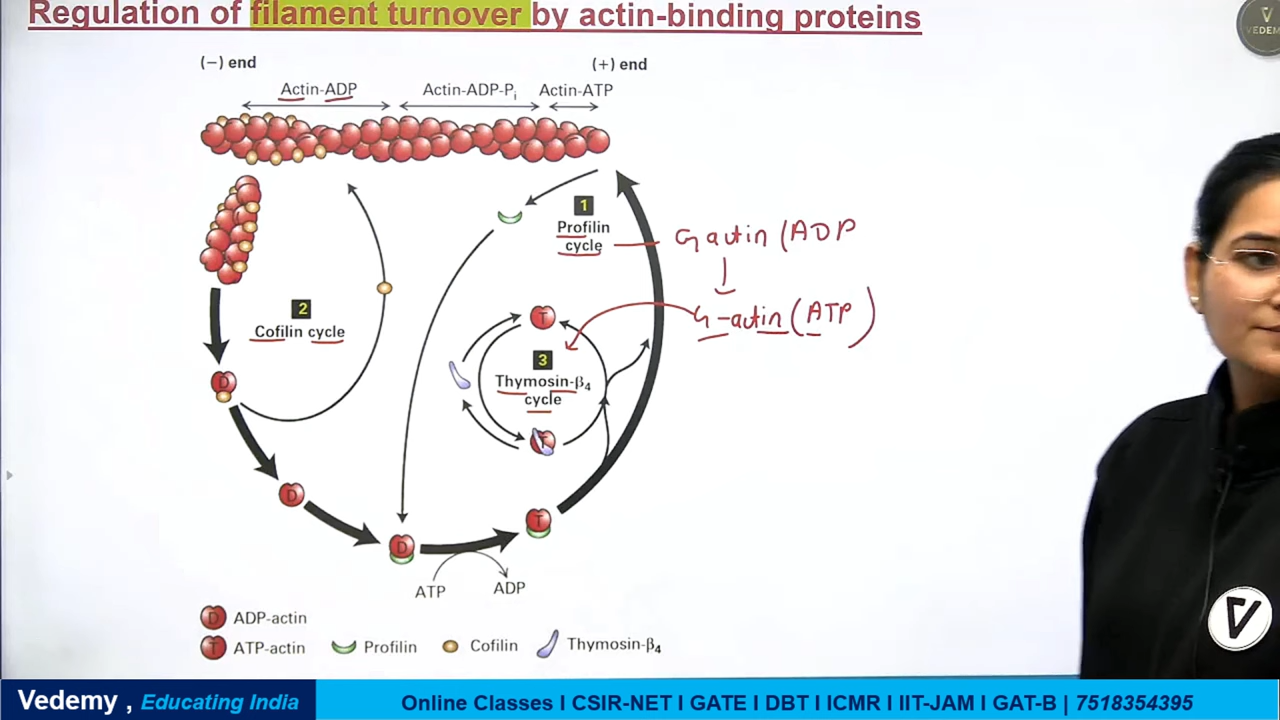 Regulation of filament turnover by actin-binding proteins
VEDEM
(−) end
(+) end
Actin-ADP
Actin-ADP-Pi
Actin-ATP
1
Profilin
cycle
G actin (ADP
G-actin (ATP)
2
Cofilin cycle
T
3
Thymosin-β4
cycle
D
T
D
T
D
ATP
ADP
D ADP-actin
T ATP-actin
Profilin
Cofilin
Thymosin-β4
Vedemy , Educating India
Online Classes I CSIR-NET I GATE I DBT I ICMR I IIT-JAM I GAT-B | 7518354395